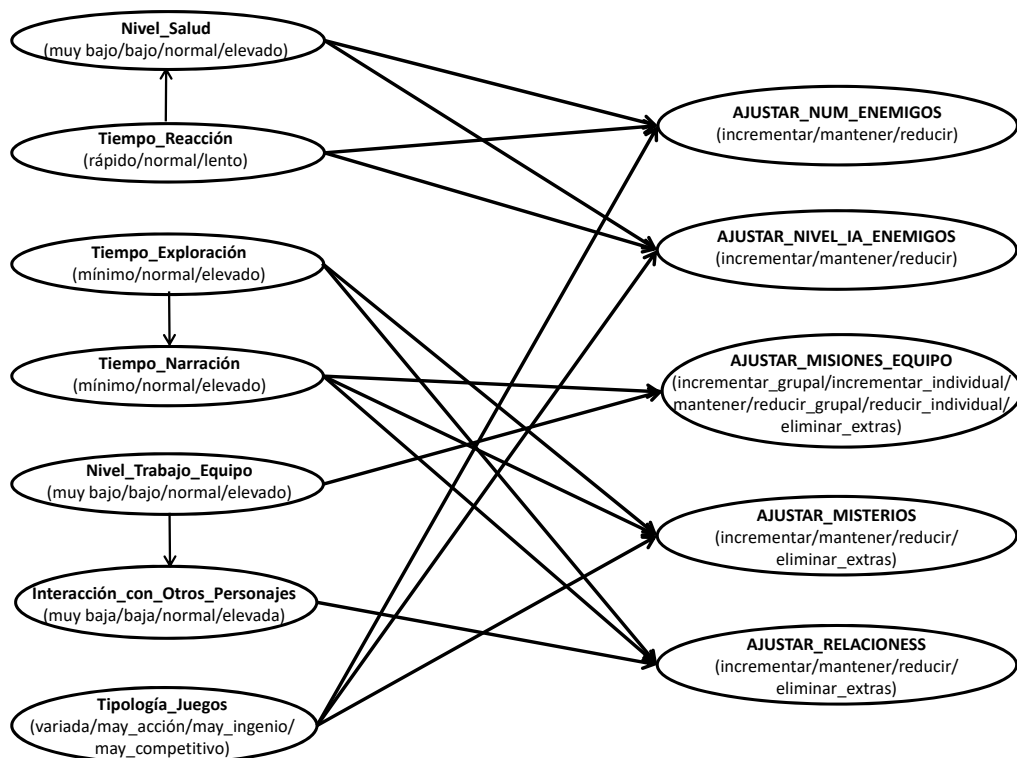 Nivel_Salud
(muy bajo/bajo/normal/elevado)
Tiempo_Reacción
(rápido/normal/lento)
Tiempo_Exploración
(mínimo/normal/elevado)
Tiempo_Narración
(mínimo/normal/elevado)
Nivel_Trabajo_Equipo
(muy bajo/bajo/normal/elevado)
Interacción_con_Otros_Personajes
(muy baja/baja/normal/elevada)
Tipología_Juegos
(variada/may_acción/may_ingenio/
may_competitivo)
AJUSTAR_NUM_ENEMIGOS
(incrementar/mantener/reducir)
AJUSTAR_NIVEL_IA_ENEMIGOS
(incrementar/mantener/reducir)
AJUSTAR_MISIONES_EQUIPO
(incrementar_grupal/incrementar_individual/
mantener/reducir_grupal/reducir_individual/
eliminar_extras)
AJUSTAR_MISTERIOS
(incrementar/mantener/reducir/
eliminar_extras)
AJUSTAR_RELACIONESS
(incrementar/mantener/reducir/
eliminar_extras)